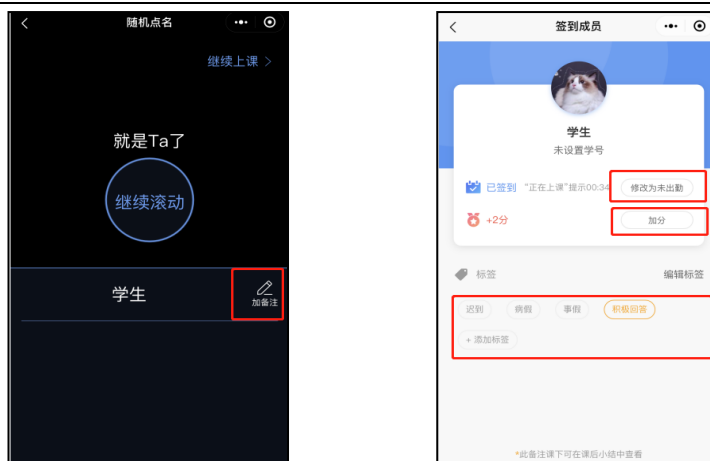 随机点名
继续上课 >
就是Ta了
继续滚动
学生
加备注
签到成员
学生
未设置学号
已签到 “正在上课”提示00:34 修改为未出勤
+2分 加分
标签 编辑标签
迟到 病假 事假 积极回答
+ 添加标签
*此备注课下可在课后小结中查看